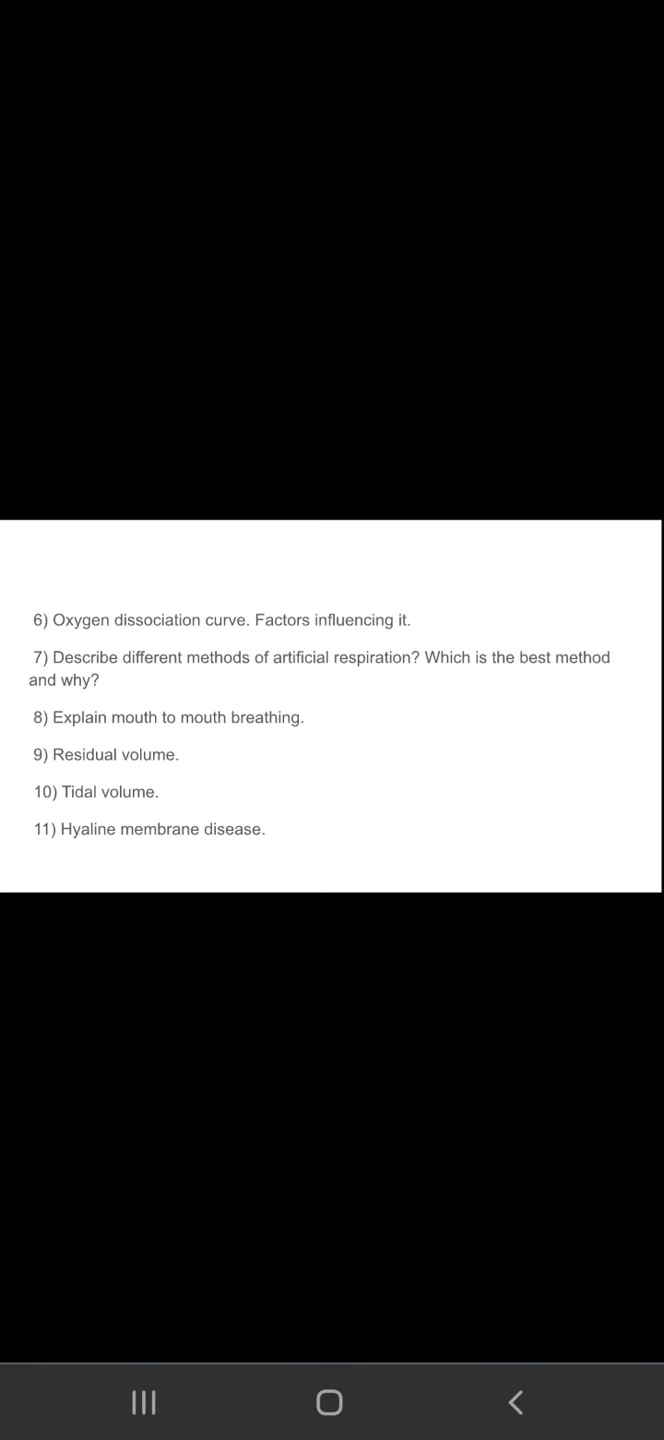 6) Oxygen dissociation curve. Factors influencing it.
7) Describe different methods of artificial respiration? Which is the best method
and why?
8) Explain mouth to mouth breathing.
9) Residual volume.
10) Tidal volume.
11) Hyaline membrane disease.